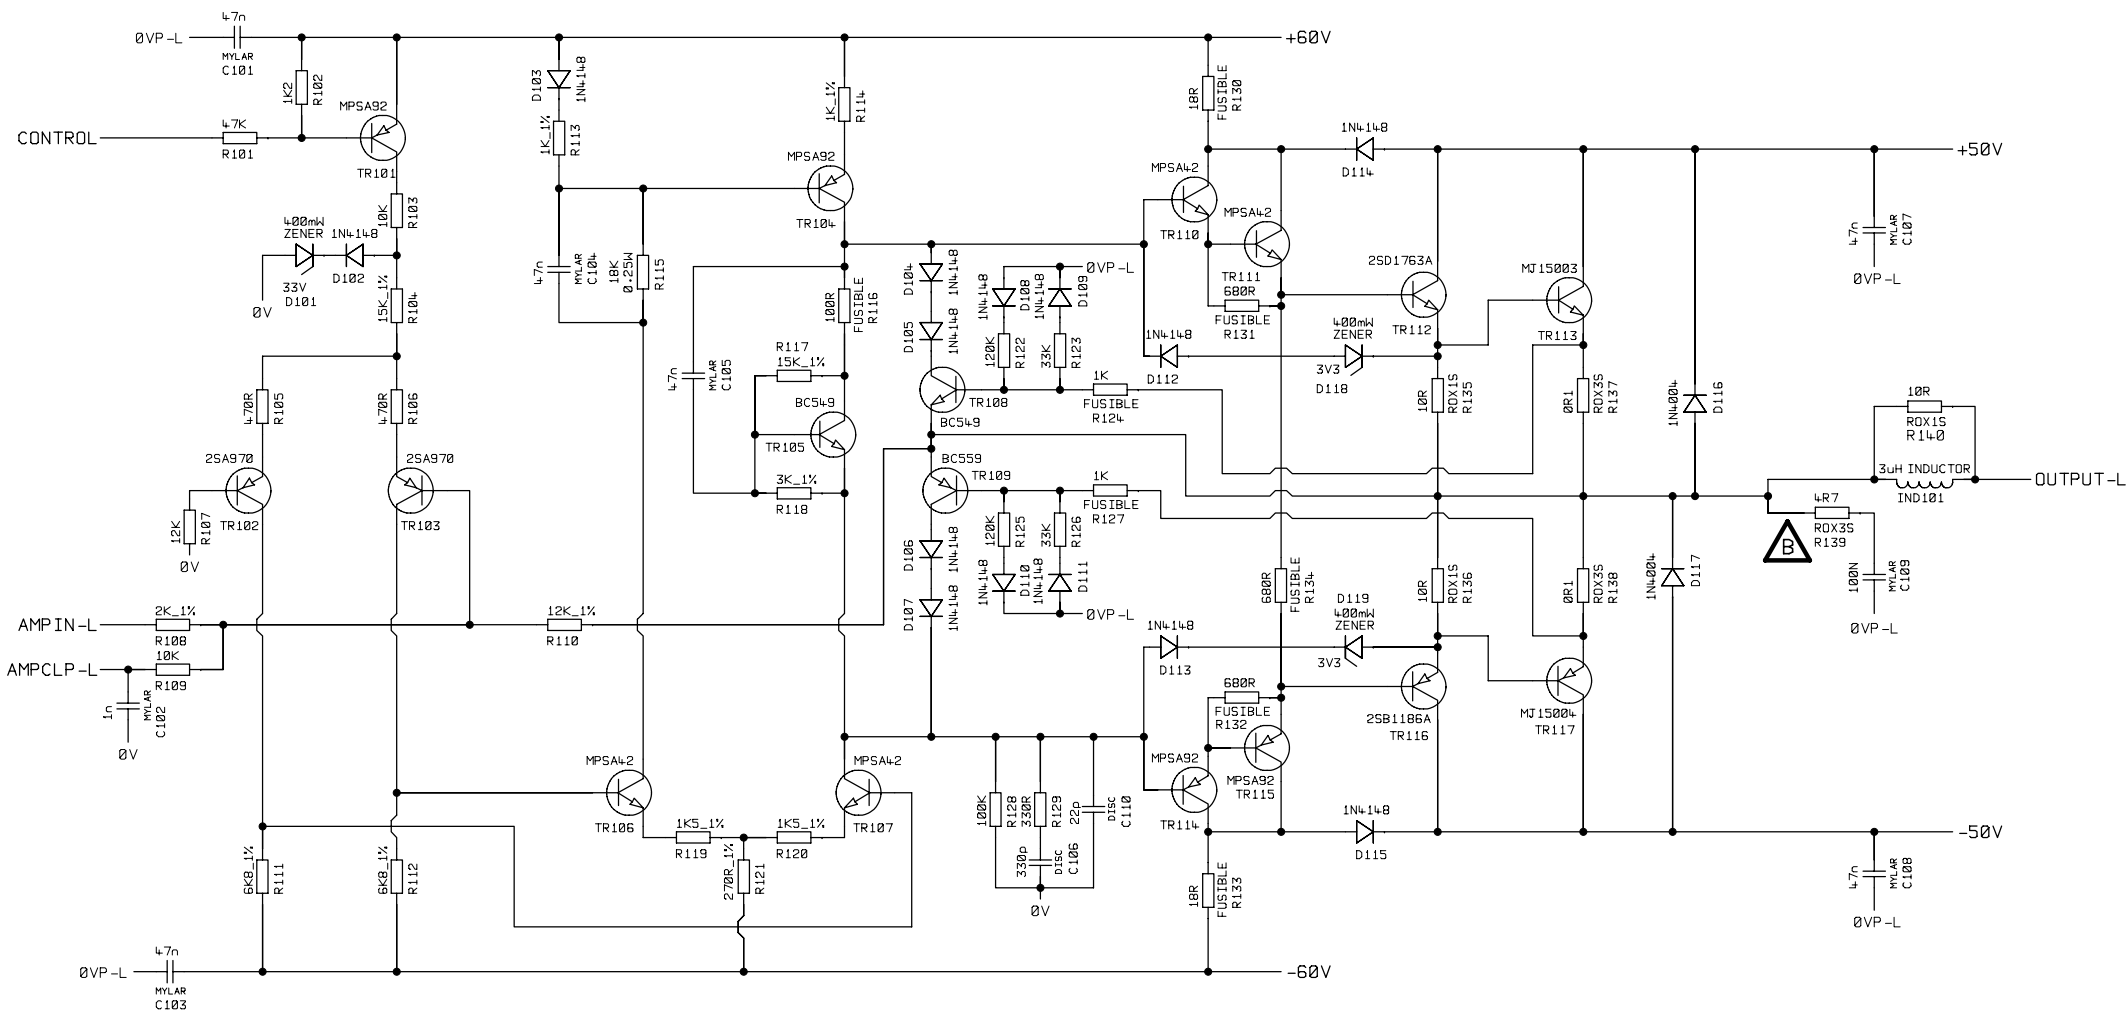 47n
0VP-L
MYLAR
C101
+60V
1K2
R102
MPSA92
CONTROL
47K
R101
TR101
D103
1N4148
1K_1%
R113
1K_1%
R114
MPSA92
TR104
18R
FUSIBLE
R130
1N4148
D114
+50V
MPSA42
TR110
MPSA42
TR111
10K
R103
400mW
ZENER
1N4148
33V
D101
D102
0V
15K_1%
R104
47n
MYLAR
C104
18K
0.25W
R115
100R
FUSIBLE
R116
D104
1N4148
D105
1N4148
0VP-L
1N4148
D108
1N4148
D109
120K
R122
33K
R123
680R
FUSIBLE
R131
2SD1763A
TR112
MJ15003
TR113
47n
MYLAR
C107
0VP-L
1N4148
D112
400mW
ZENER
3V3
D118
47n
MYLAR
C105
R117
15K_1%
BC549
TR105
3K_1%
R118
TR108
BC549
1K
FUSIBLE
R124
10R
ROX1S
R135
0R1
ROX3S
R137
1N4004
D116
10R
ROX1S
R140
3uH INDUCTOR
IND101
OUTPUT-L
470R
R105
470R
R106
2SA970
TR102
2SA970
TR103
12K
R107
0V
BC559
TR109
1K
FUSIBLE
R127
120K
R125
33K
R126
1N4148
D110
1N4148
D111
0VP-L
D106
1N4148
D107
1N4148
4R7
ROX3S
R139
B
100N
MYLAR
C109
0VP-L
680R
FUSIBLE
R134
10R
ROX1S
R136
0R1
ROX3S
R138
1N4004
D117
AMPIN-L
2K_1%
R108
12K_1%
R110
AMPCLP-L
10K
R109
1n
MYLAR
C102
0V
1N4148
D113
D119
400mW
ZENER
3V3
680R
FUSIBLE
R132
2SB1186A
TR116
MJ15004
TR117
MPSA92
TR114
MPSA92
TR115
MPSA42
TR106
MPSA42
TR107
1K5_1%
R119
1K5_1%
R120
270R_1%
R121
6K8_1%
R111
6K8_1%
R112
100K
R128
330R
R129
22p
DISC
C110
330p
DISC
C106
0V
1N4148
D115
-50V
18R
FUSIBLE
R133
47n
MYLAR
C108
0VP-L
47n
0VP-L
MYLAR
C103
-60V